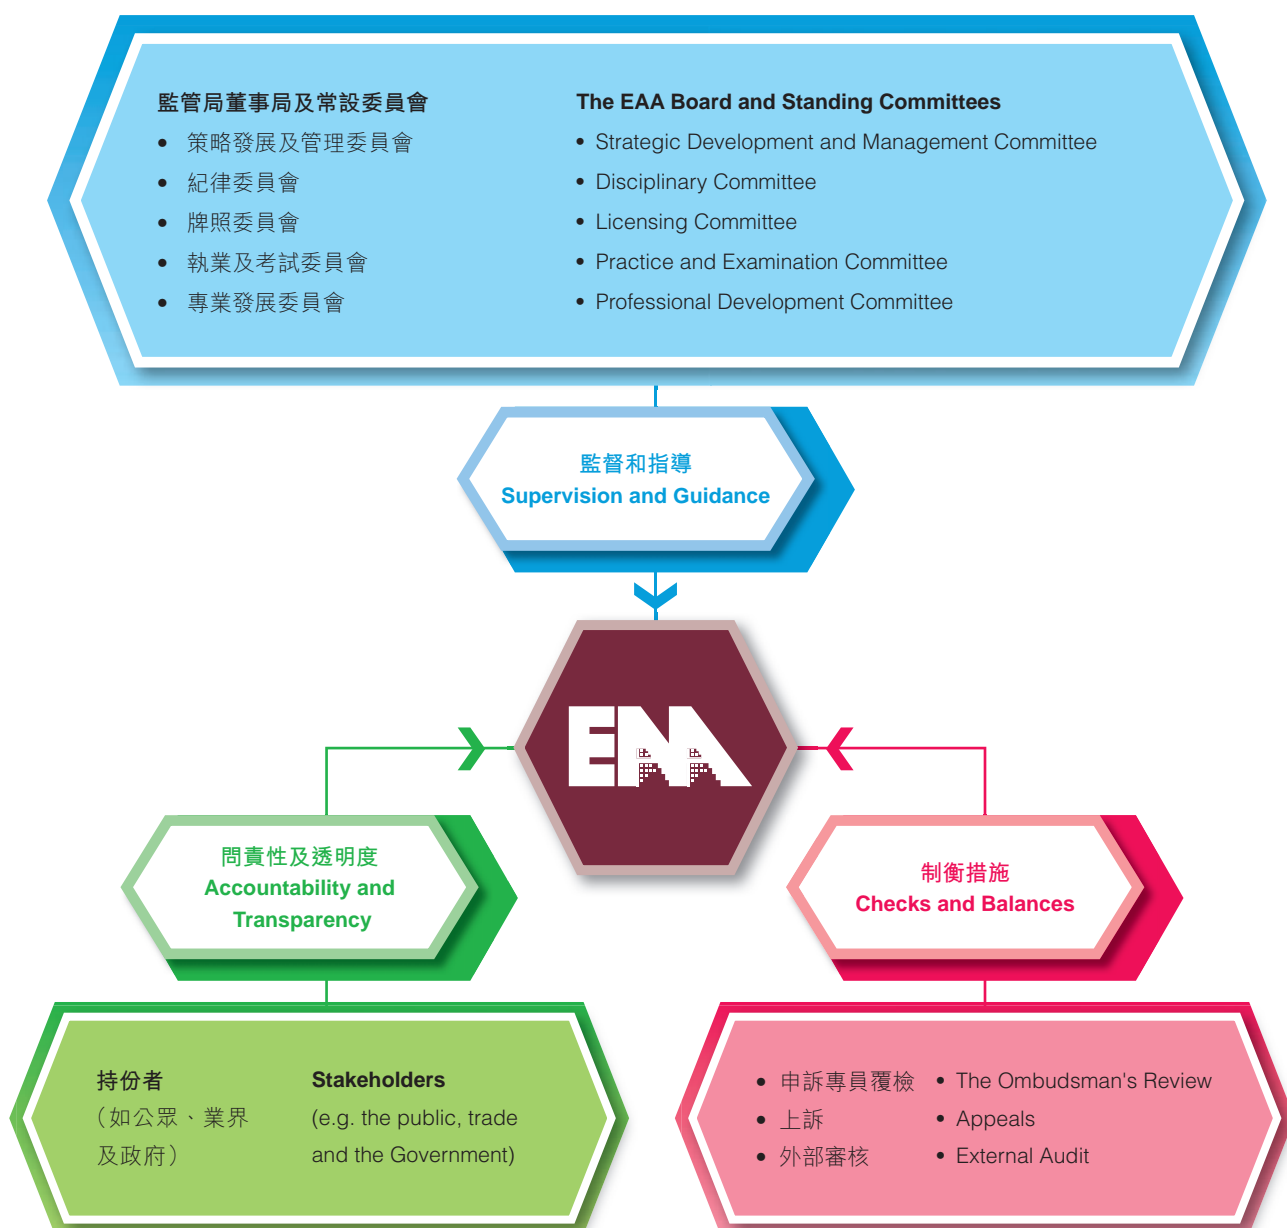 監管局董事局及常設委員會
• 策略發展及管理委員會
• 紀律委員會
• 牌照委員會
• 執業及考試委員會
• 專業發展委員會
The EAA Board and Standing Committees
• Strategic Development and Management Committee
• Disciplinary Committee
• Licensing Committee
• Practice and Examination Committee
• Professional Development Committee
監督和指導
Supervision and Guidance
EAA
問責性及透明度
Accountability and
Transparency
制衡措施
Checks and Balances
持份者
（如公眾、業界
及政府）
Stakeholders
(e.g. the public, trade
and the Government)
• 申訴專員覆檢
• 上訴
• 外部審核
• The Ombudsman's Review
• Appeals
• External Audit